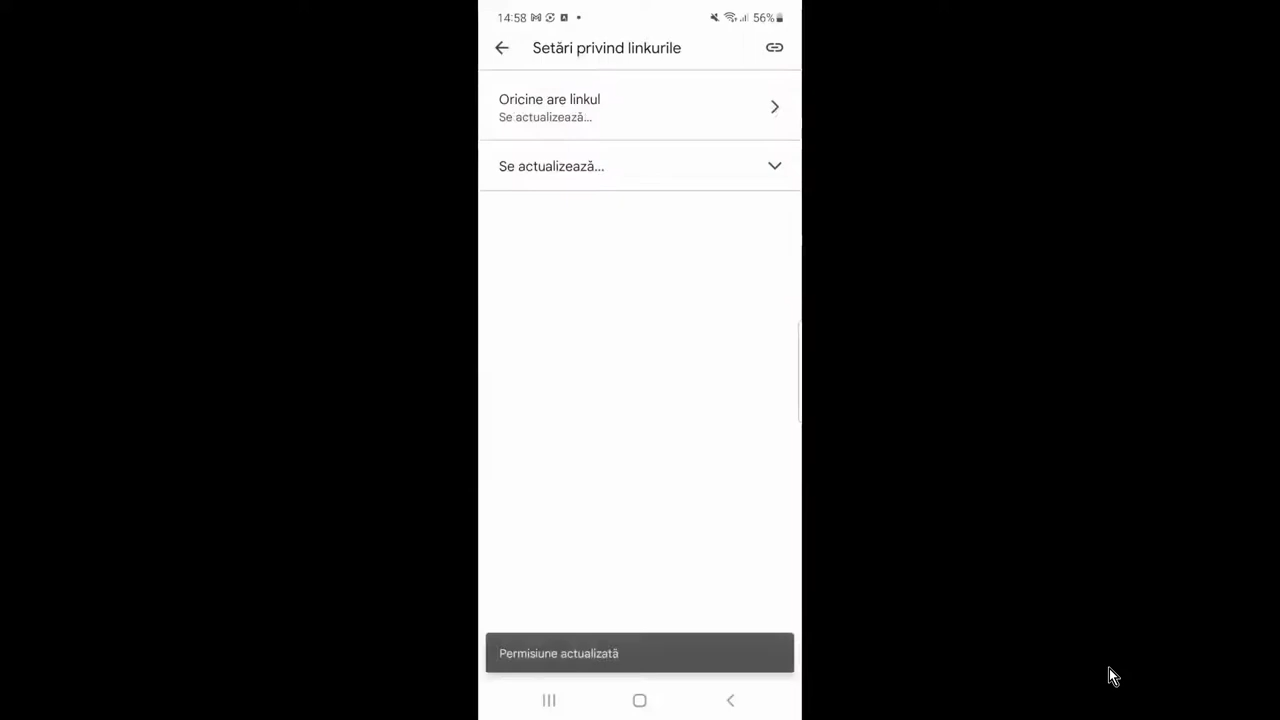 14:58 56%
Setări privind linkurile
Oricine are linkul
Se actualizează...
Se actualizează...
Permisiune actualizată